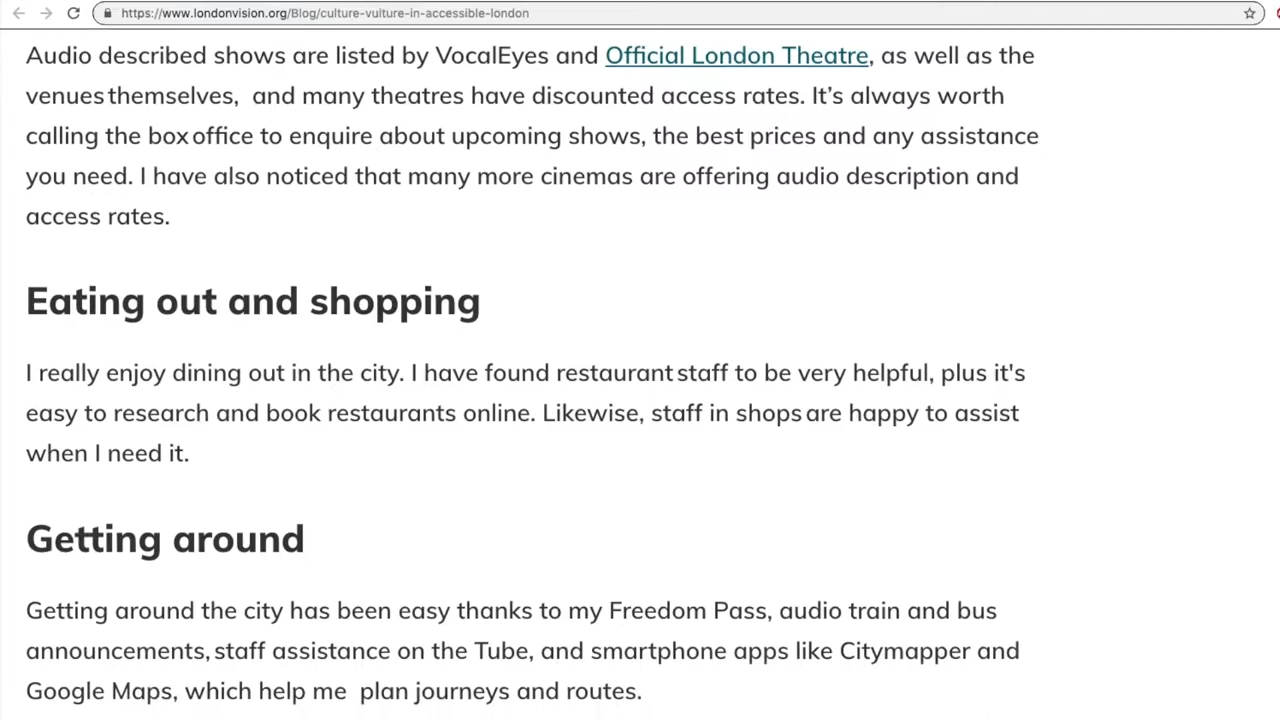 https://www.londonvision.org/Blog/culture-vulture-in-accessible-london
Audio described shows are listed by VocalEyes and Official London Theatre, as well as the
venues themselves,  and many theatres have discounted access rates. It’s always worth
calling the box office to enquire about upcoming shows, the best prices and any assistance
you need. I have also noticed that many more cinemas are offering audio description and
access rates.
Eating out and shopping
I really enjoy dining out in the city. I have found restaurant staff to be very helpful, plus it's
easy to research and book restaurants online. Likewise, staff in shops are happy to assist
when I need it.
Getting around
Getting around the city has been easy thanks to my Freedom Pass, audio train and bus
announcements, staff assistance on the Tube, and smartphone apps like Citymapper and
Google Maps, which help me  plan journeys and routes.